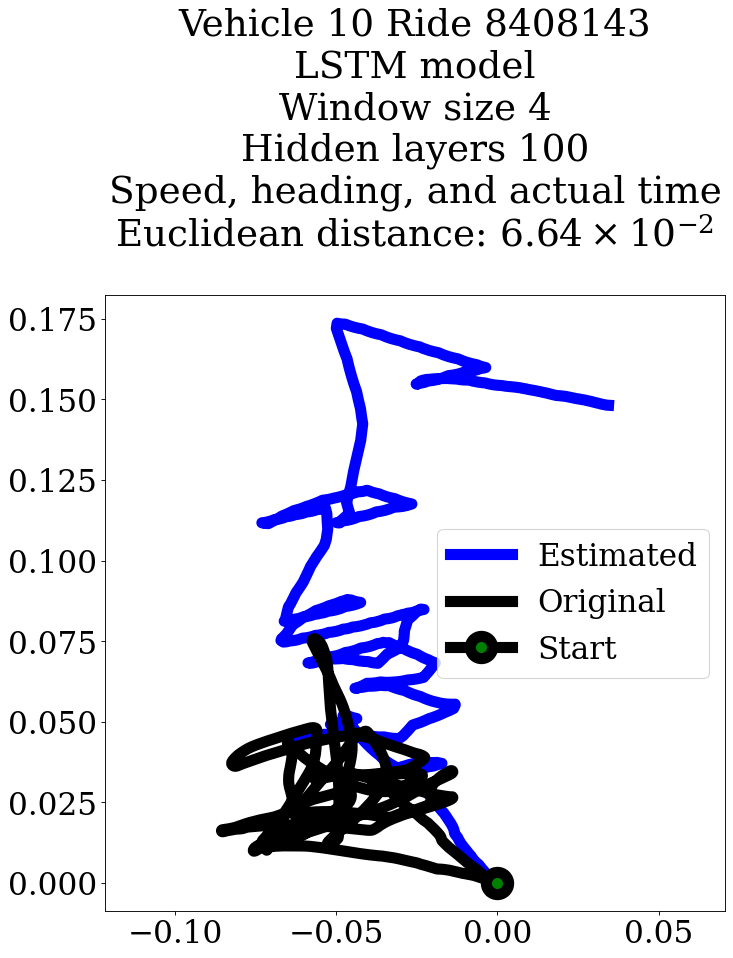 Vehicle 10 Ride 8408143
LSTM model
Window size 4
Hidden layers 100
Speed, heading, and actual time
Euclidean distance: 6.64 × 10⁻²
0.175
0.150
0.125
0.100
0.075
0.050
0.025
0.000
−0.10 −0.05 0.00 0.05
Estimated
Original
Start